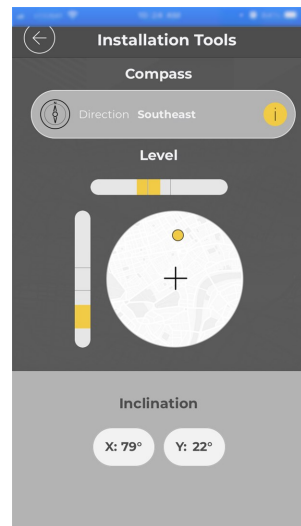 Installation Tools
Compass
Direction Southeast
i
Level
Inclination
X: 79° Y: 22°